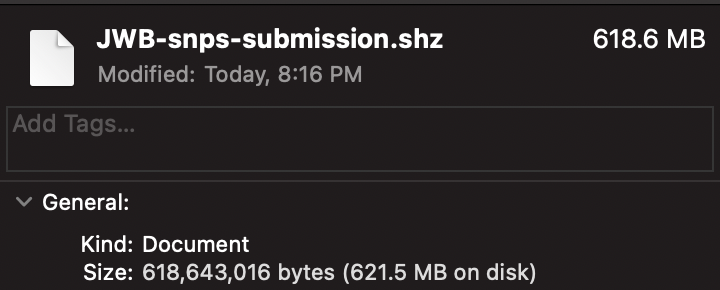 JWB-snps-submission.shz 618.6 MB
Modified: Today, 8:16 PM
Add Tags...
General:
Kind: Document
Size: 618,643,016 bytes (621.5 MB on disk)